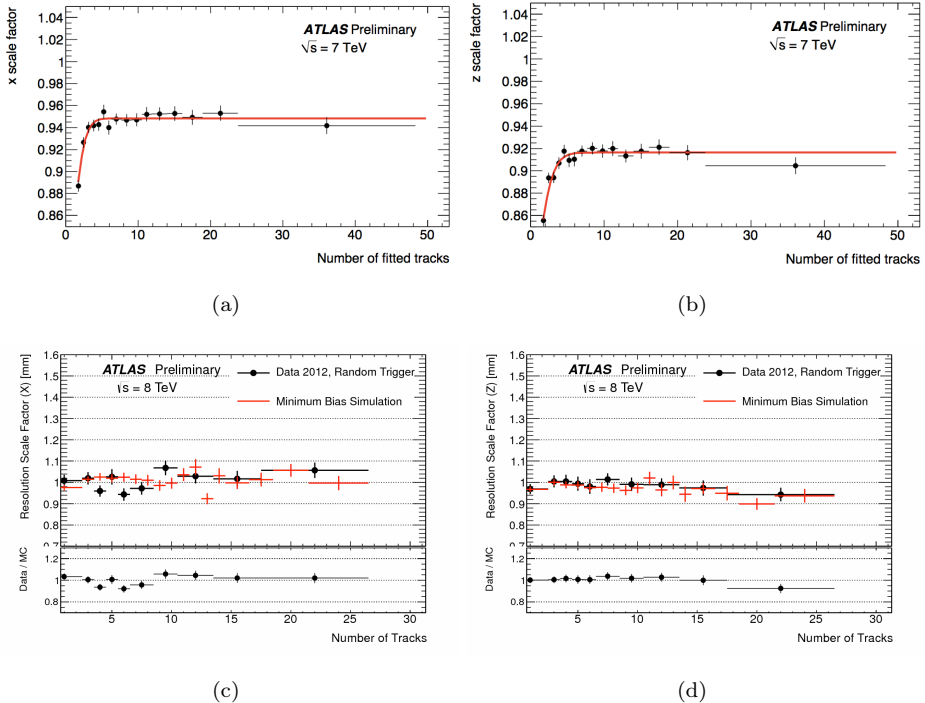 x scale factor
1.04
1.02
1
0.98
0.96
0.94
0.92
0.9
0.88
0.86
ATLAS Preliminary
√s = 7 TeV
0 10 20 30 40 50
Number of fitted tracks
(a)
z scale factor
1.04
1.02
1
0.98
0.96
0.94
0.92
0.9
0.88
0.86
ATLAS Preliminary
√s = 7 TeV
0 10 20 30 40 50
Number of fitted tracks
(b)
Resolution Scale Factor (X) [mm]
1.6
1.5
1.4
1.3
1.2
1.1
1.0
0.9
0.8
0.7
ATLAS Preliminary
√s = 8 TeV
Data 2012, Random Trigger
Minimum Bias Simulation
Data / MC
1.2
1
0.8
5 10 15 20 25 30
Number of Tracks
(c)
Resolution Scale Factor (Z) [mm]
1.6
1.5
1.4
1.3
1.2
1.1
1.0
0.9
0.8
0.7
ATLAS Preliminary
√s = 8 TeV
Data 2012, Random Trigger
Minimum Bias Simulation
Data / MC
1.2
1
0.8
5 10 15 20 25 30
Number of Tracks
(d)